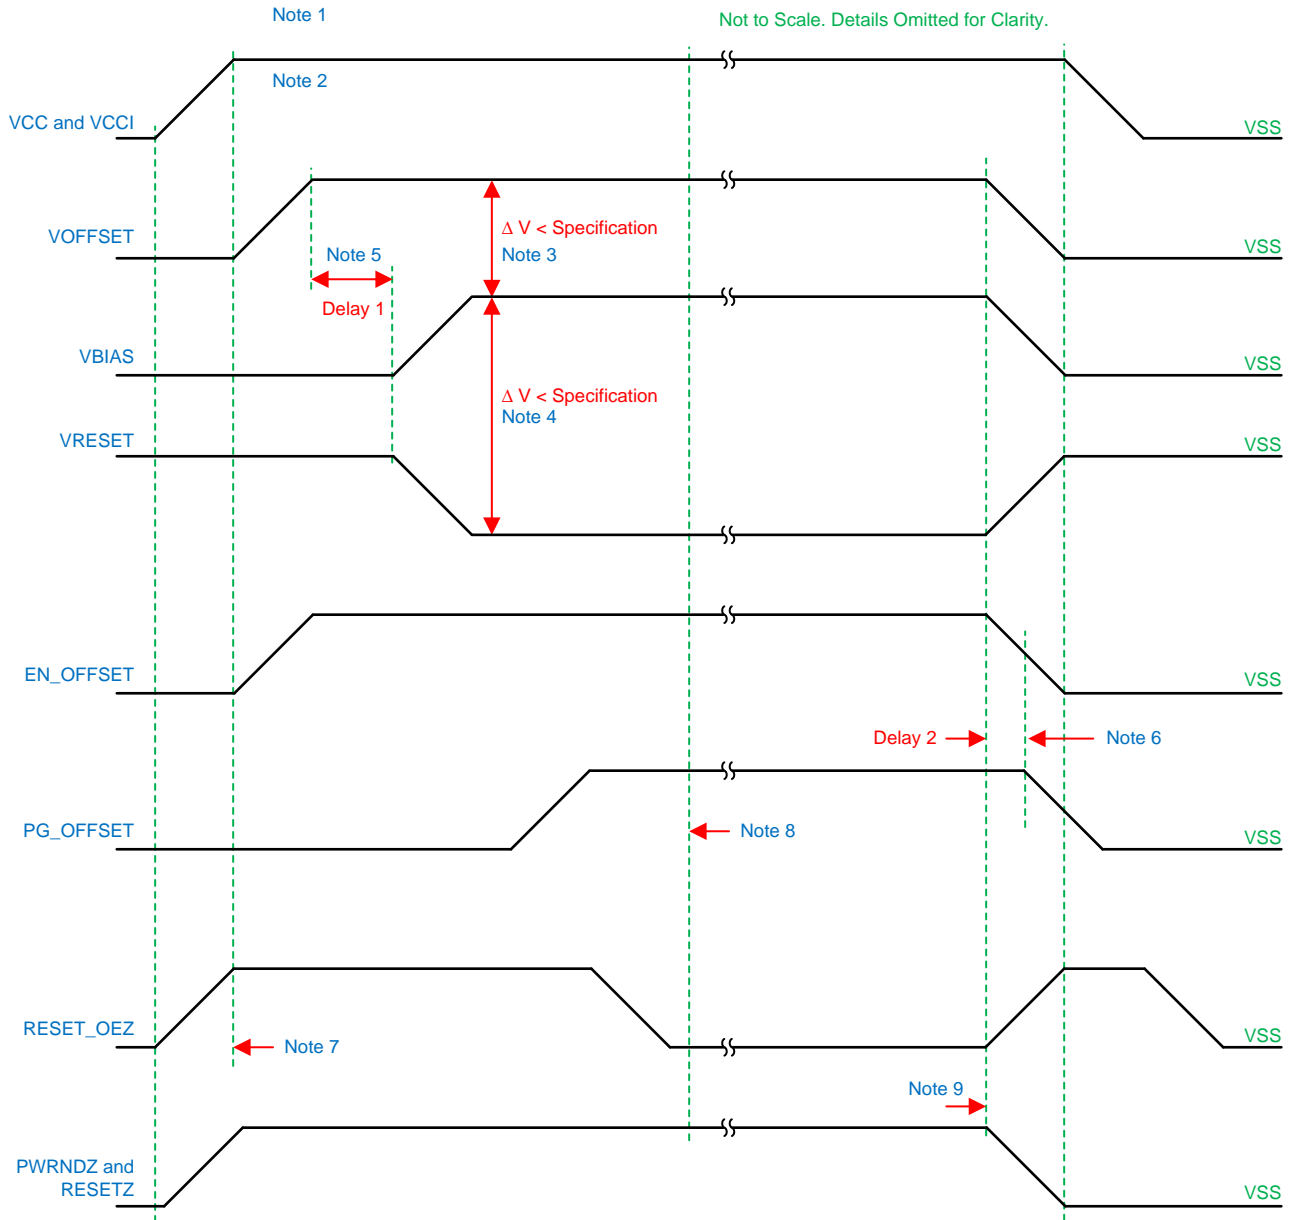 Note 1
Not to Scale. Details Omitted for Clarity.
Note 2
VCC and VCCI
VSS
Δ V < Specification
VOFFSET
Note 5
Note 3
VSS
Delay 1
VBIAS
VSS
Δ V < Specification
Note 4
VRESET
VSS
EN_OFFSET
VSS
Delay 2
Note 6
PG_OFFSET
Note 8
VSS
RESET_OEZ
VSS
Note 7
Note 9
PWRNDZ and
RESETZ
VSS